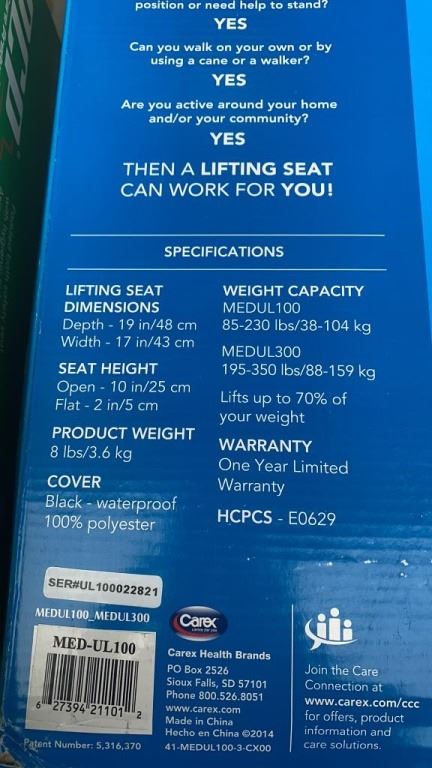 position or need help to stand?
YES
Can you walk on your own or by
using a cane or a walker?
YES
Are you active around your home
and/or your community?
YES
THEN A LIFTING SEAT
CAN WORK FOR YOU!
SPECIFICATIONS
LIFTING SEAT
DIMENSIONS
Depth - 19 in/48 cm
Width - 17 in/43 cm
SEAT HEIGHT
Open - 10 in/25 cm
Flat - 2 in/5 cm
PRODUCT WEIGHT
8 lbs/3.6 kg
COVER
Black - waterproof
100% polyester
WEIGHT CAPACITY
MEDUL100
85-230 lbs/38-104 kg
MEDUL300
195-350 lbs/88-159 kg
Lifts up to 70% of
your weight
WARRANTY
One Year Limited
Warranty
HCPCS - E0629
SER#UL100022821
MEDUL100_MEDUL300
MED-UL100
6 27394 21101 2
Patent Number: 5,316,370
Carex
Carex Health Brands
PO Box 2526
Sioux Falls, SD 57101
Phone 800.526.8051
www.carex.com
Made in China
Hecho en China ©2014
41-MEDUL100-3-CX00
Join the Care
Connection at
www.carex.com/ccc
for offers, product
information and
care solutions.